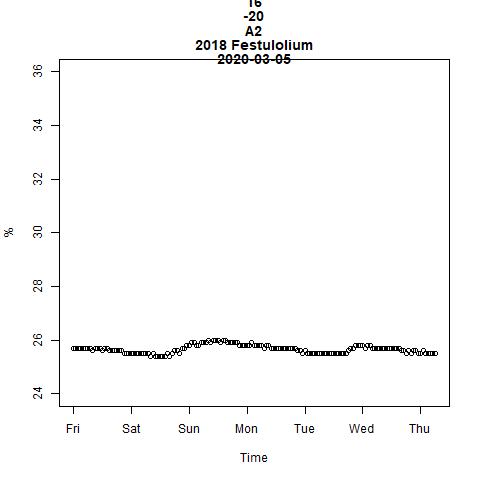 16
-20
A2
2018 Festulolium
2020-03-05
36
34
32
30
28
26
24
%
Fri Sat Sun Mon Tue Wed Thu
Time